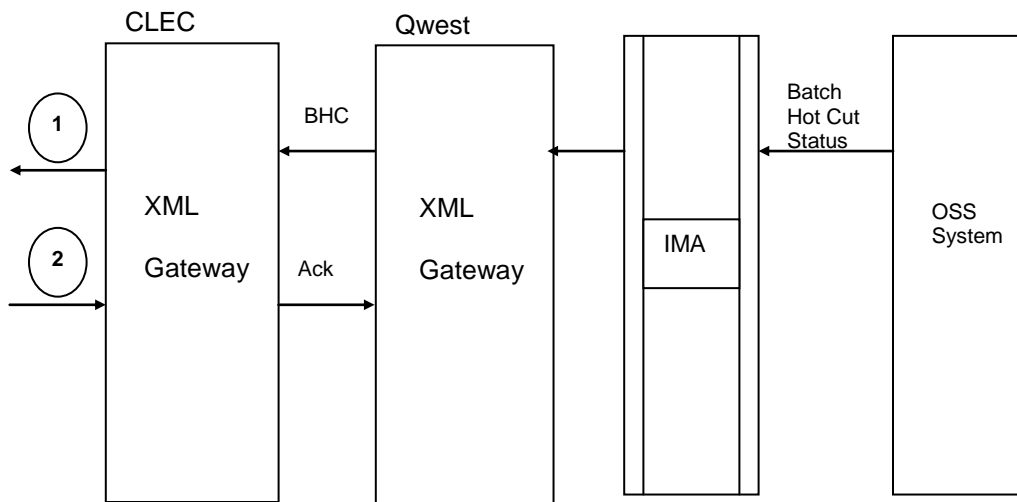 CLEC
Qwest
1
BHC
Batch
Hot Cut
Status
XML
Gateway
XML
Gateway
IMA
OSS
System
2
Ack